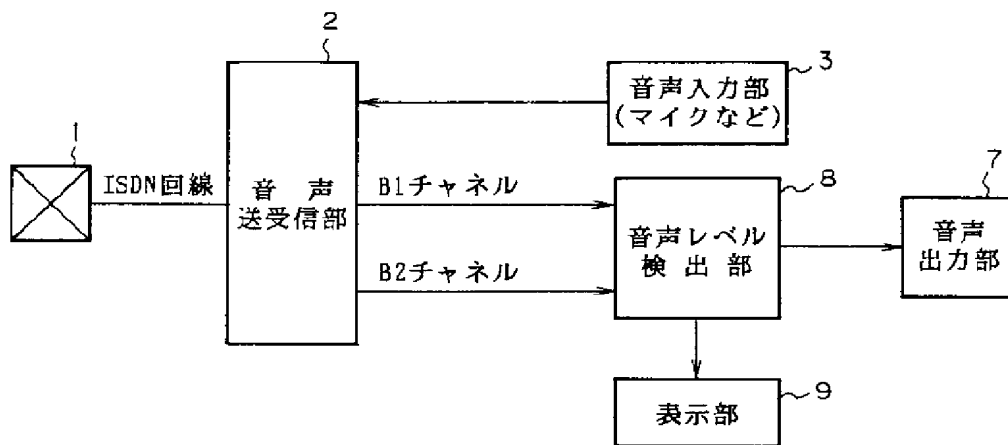 1
ISDN回線
2
音声
送受信部
3
音声入力部
(マイクなど)
B1チャネル
B2チャネル
8
音声レベル
検出部
7
音声
出力部
9
表示部